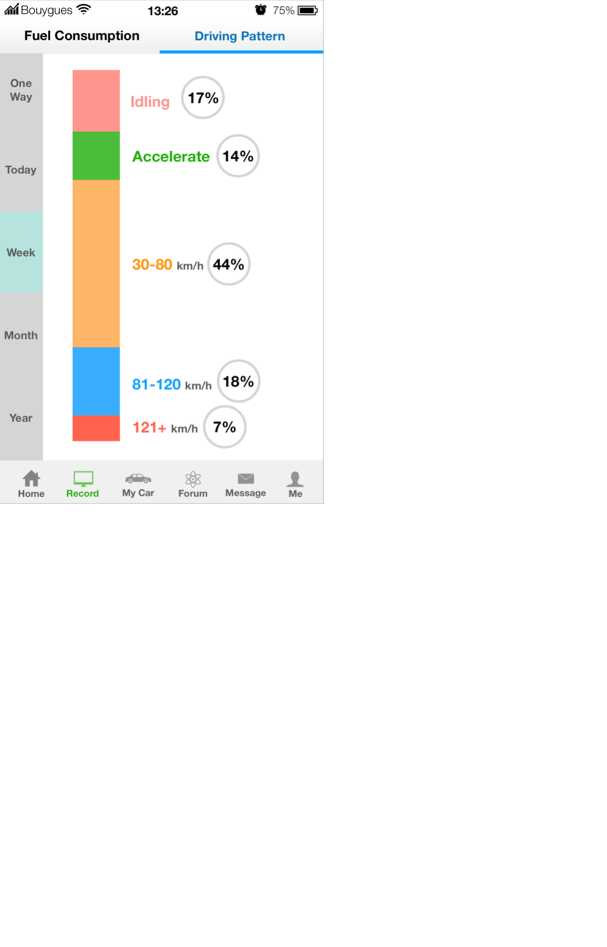 Bouygues 13:26 75%
Fuel Consumption Driving Pattern
One
Way
Today
Week
Month
Year
Idling 17%
Accelerate 14%
30-80 km/h 44%
81-120 km/h 18%
121+ km/h 7%
Home Record My Car Forum Message Me